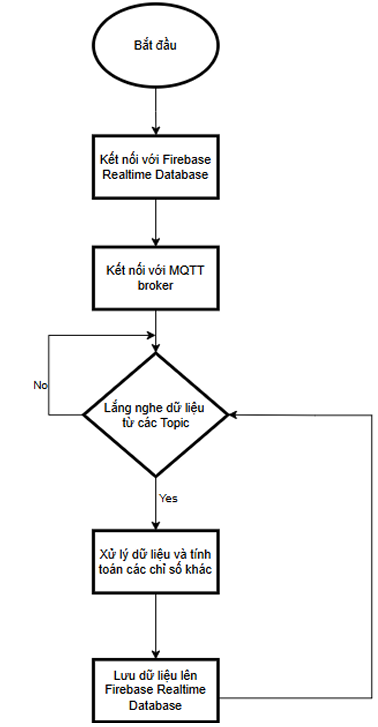 Bắt đầu
Kết nối với Firebase
Realtime Database
Kết nối với MQTT
broker
No
Lắng nghe dữ liệu
từ các Topic
Yes
Xử lý dữ liệu và tính
toán các chỉ số khác
Lưu dữ liệu lên
Firebase Realtime
Database